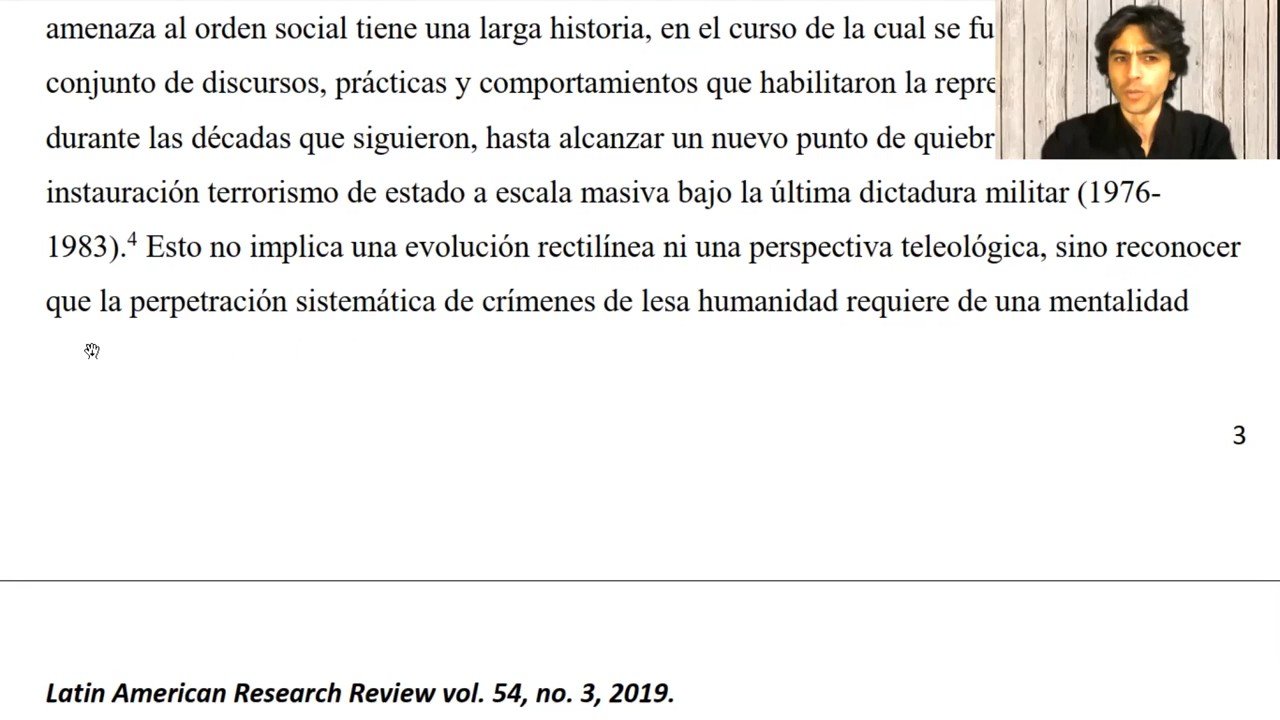 amenaza al orden social tiene una larga historia, en el curso de la cual se
conjunto de discursos, prácticas y comportamientos que habilitaron la
durante las décadas que siguieron, hasta alcanzar un nuevo punto de
instauración terrorismo de estado a escala masiva bajo la última dictadura militar (1976-
1983).4 Esto no implica una evolución rectilínea ni una perspectiva teleológica, sino reconocer
que la perpetración sistemática de crímenes de lesa humanidad requiere de una mentalidad
3
Latin American Research Review vol. 54, no. 3, 2019.